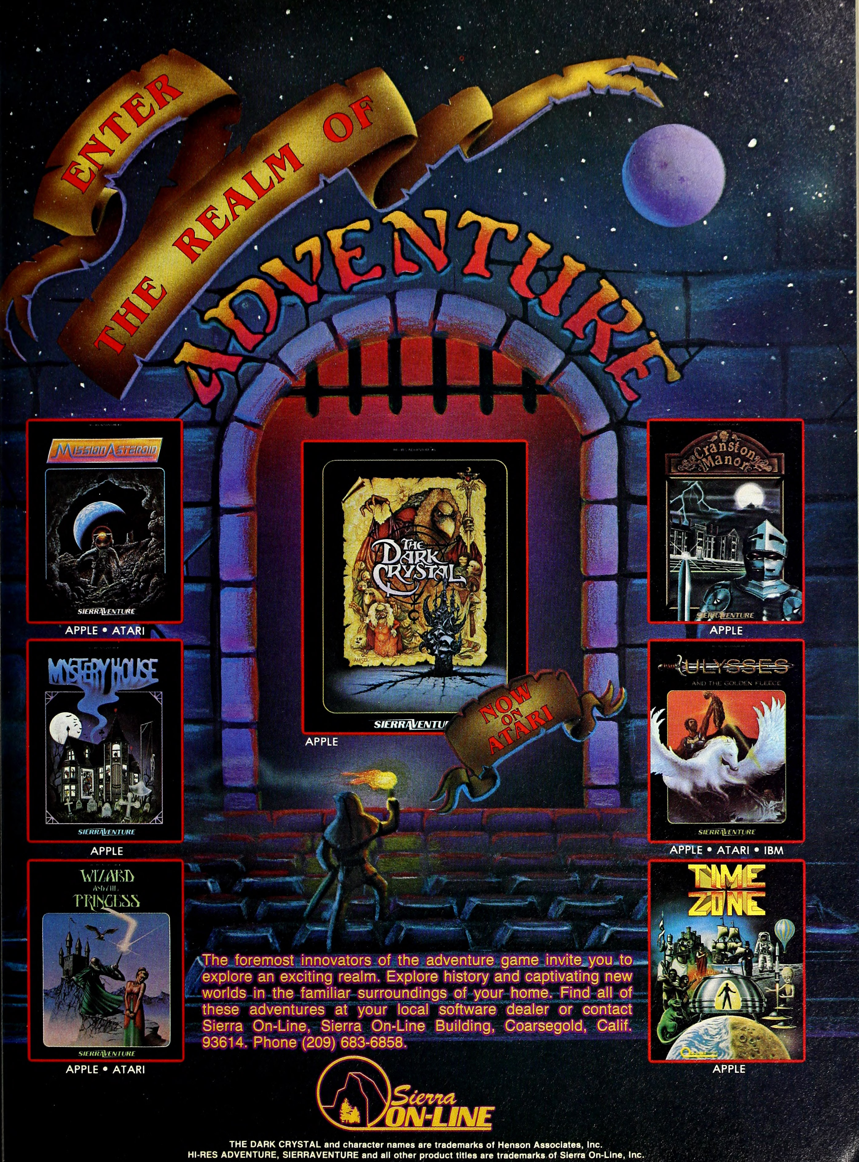 ENTER
THE REALM OF
ADVENTURE
MISSION ASTEROID
SIERRAVENTURE
APPLE • ATARI
MYSTERY HOUSE
SIERRAVENTURE
APPLE
WIZARD
AND THE
PRINCESS
SIERRAVENTURE
APPLE • ATARI
THE
DARK
CRYSTAL
SIERRAVENTU
APPLE
NOW
ON
ATARI
Cranston
Manor
SIERRAVENTURE
APPLE
ULYSSES
AND THE GOLDEN FLEECE
SIERRAVENTURE
APPLE • ATARI • IBM
TIME
ZONE
APPLE
The foremost innovators of the adventure game invite you to
explore an exciting realm. Explore history and captivating new
worlds in the familiar surroundings of your home. Find all of
these adventures at your local software dealer or contact
Sierra On-Line, Sierra On-Line Building, Coarsegold, Calif.
93614. Phone (209) 683-6858.
Sierra
ON-LINE
THE DARK CRYSTAL and character names are trademarks of Henson Associates, Inc.
HI-RES ADVENTURE, SIERRAVENTURE and all other product titles are trademarks of Sierra On-Line, Inc.